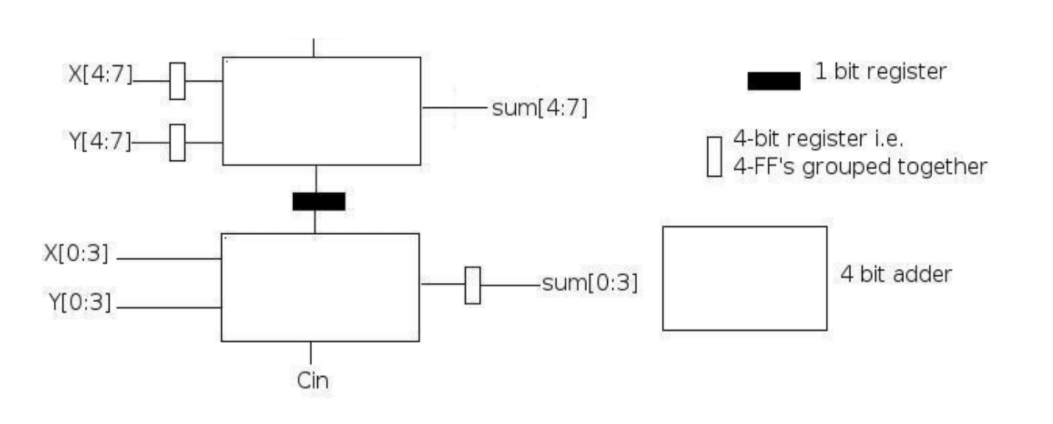 X[4:7]
Y[4:7]
sum[4:7]
1 bit register
4-bit register i.e.
4-FF's grouped together
X[0:3]
Y[0:3]
sum[0:3]
4 bit adder
Cin